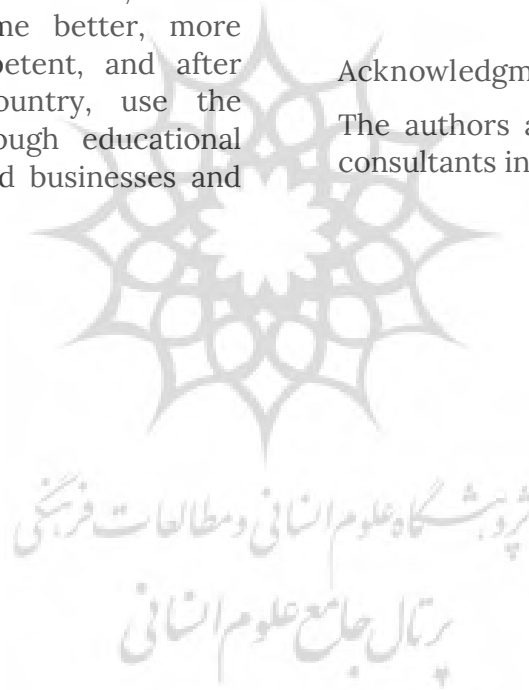 me better, more
petent, and after
ountry, use the
ough educational
d businesses and
Acknowledgm
The authors a
consultants in
پژوهشگاه علوم انسانی و مطالعات فرهنگی
پرتال جامع علوم انسانی